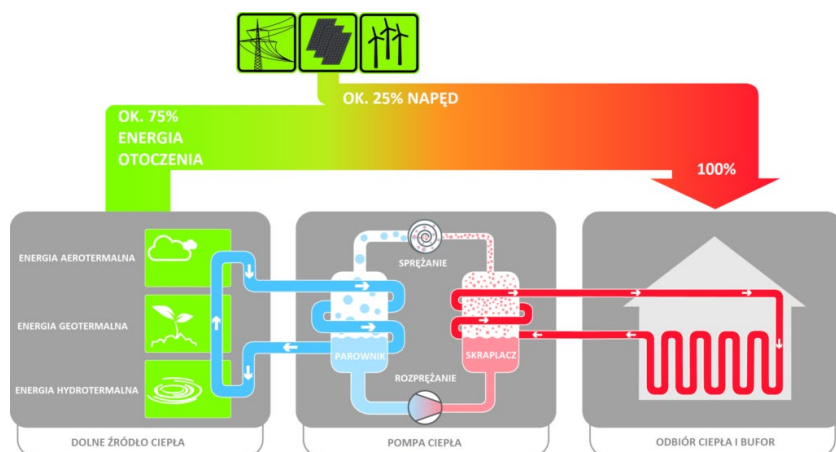 OK. 75%
ENERGIA
OTOCZENIA
OK. 25% NAPĘD
100%
ENERGIA AEROTERMALNA
ENERGIA GEOTERMALNA
ENERGIA HYDROTERMALNA
DOLNE ŹRÓDŁO CIEPŁA
SPRĘŻANIE
PAROWNIK
SKRAPLACZ
ROZPRĘŻANIE
POMPA CIEPŁA
ODBIÓR CIEPŁA I BUFOR